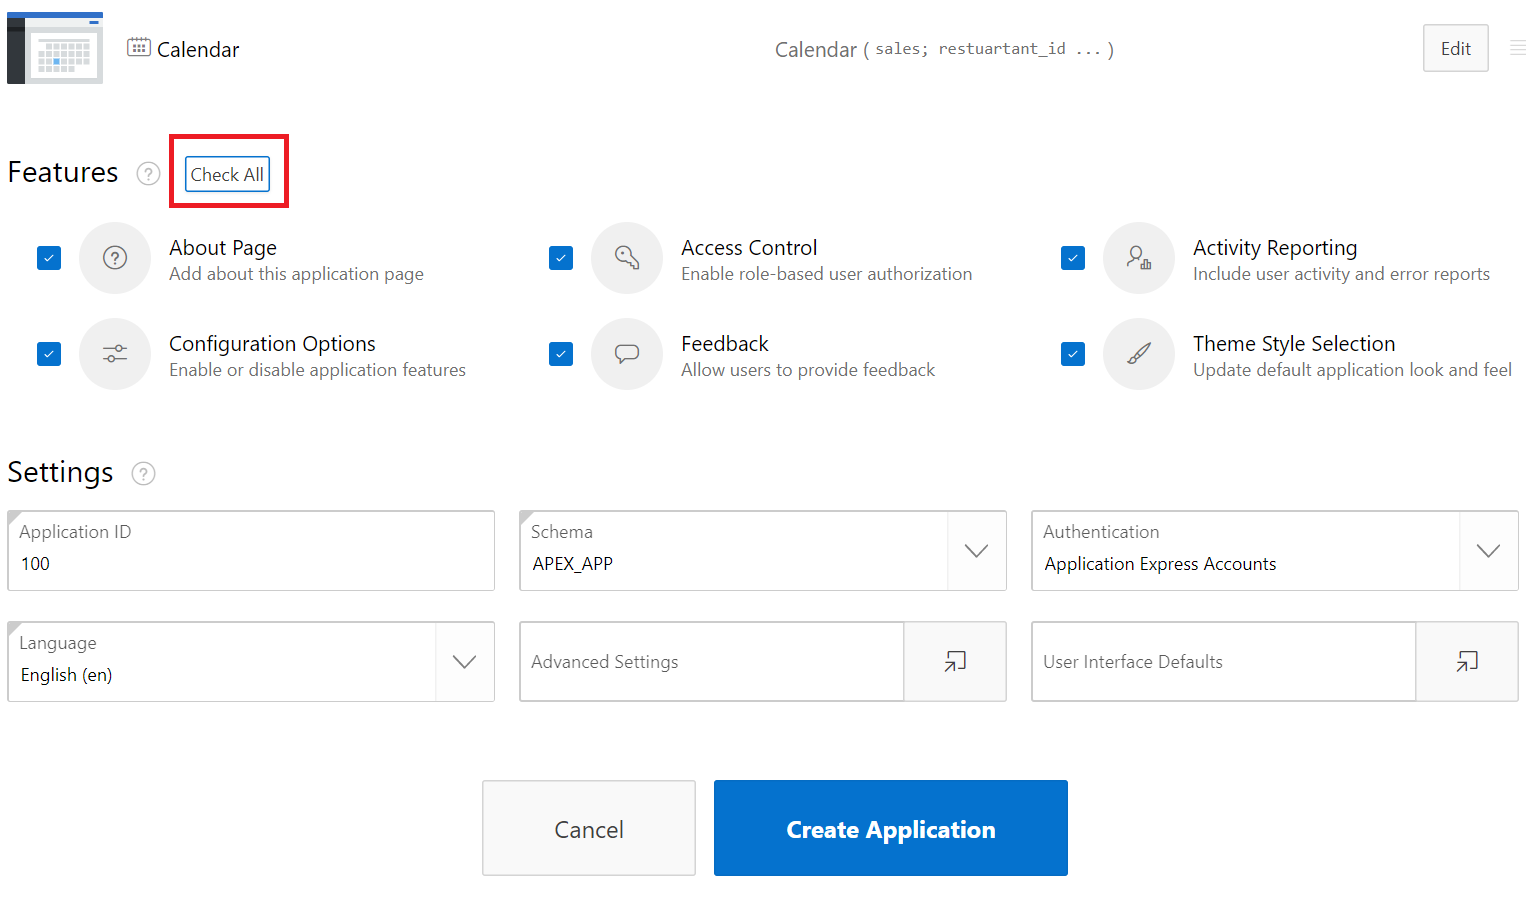 Calendar
Calendar ( sales; restuartant_id ... )
Edit
Features ?
Check All
About Page
Add about this application page
Access Control
Enable role-based user authorization
Activity Reporting
Include user activity and error reports
Configuration Options
Enable or disable application features
Feedback
Allow users to provide feedback
Theme Style Selection
Update default application look and feel
Settings ?
Application ID
100
Schema
APEX_APP
Authentication
Application Express Accounts
Language
English (en)
Advanced Settings
User Interface Defaults
Cancel
Create Application